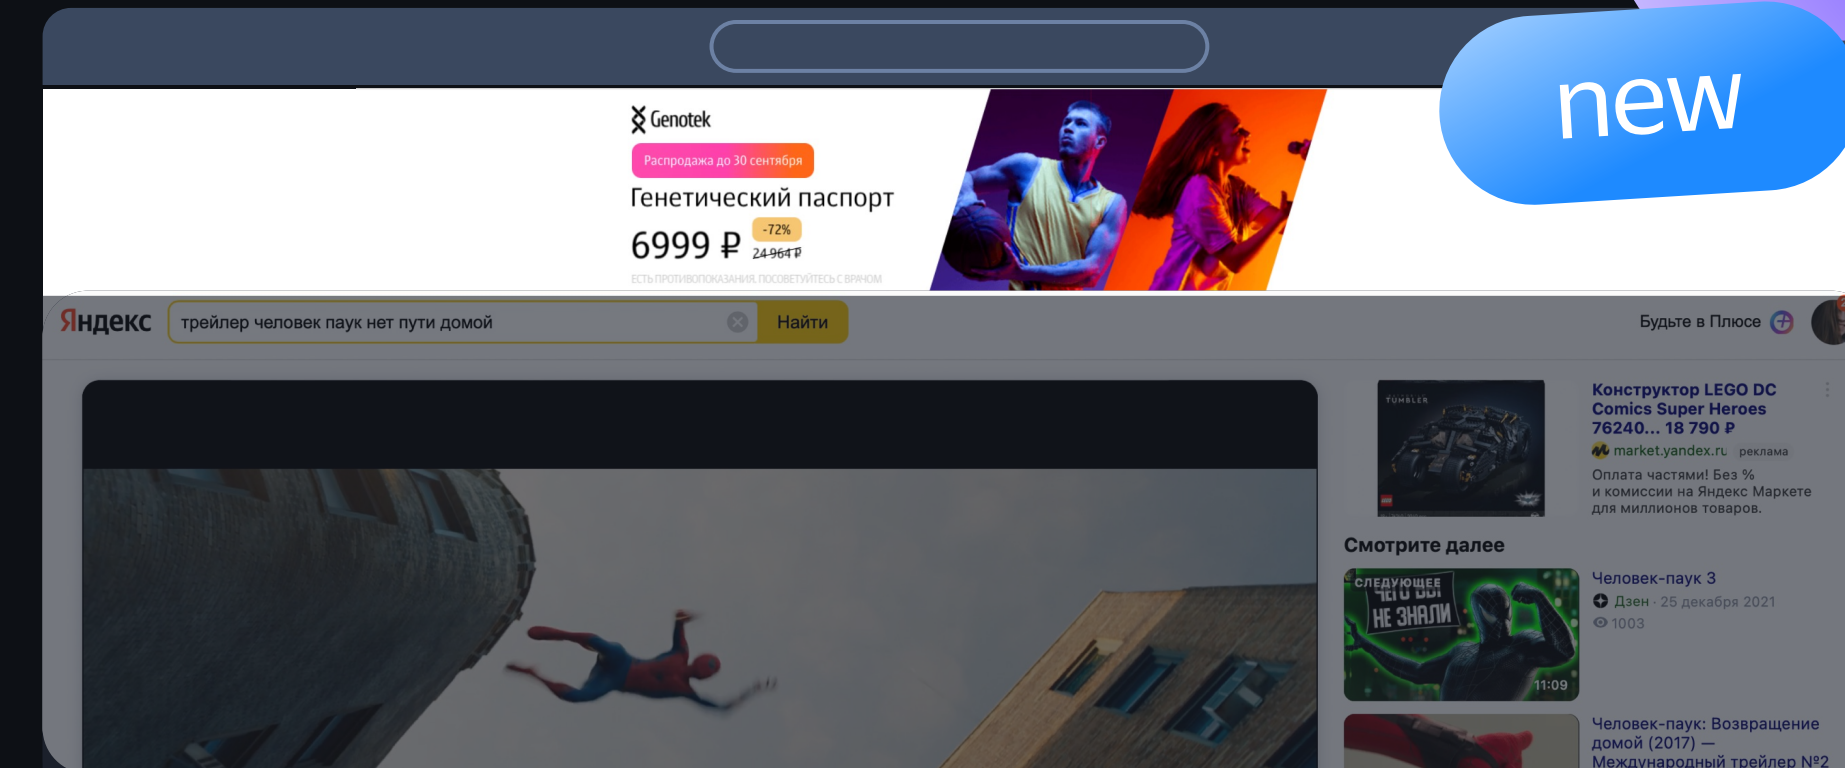 new
Genotek
Распродажа до 30 сентября
Генетический паспорт
6999 ₽
-72%
24 964 ₽
ЕСТЬ ПРОТИВОПОКАЗАНИЯ. ПОСОВЕТУЙТЕСЬ С ВРАЧОМ
Яндекс
трейлер человек паук нет пути домой
Найти
Будьте в Плюсе
TUMBLER
Конструктор LEGO DC
Comics Super Heroes
76240... 18 790 ₽
market.yandex.ru реклама
Оплата частями! Без %
и комиссии на Яндекс Маркете
для миллионов товаров.
Смотрите далее
СЛЕДУЮЩЕЕ
ЧЕГО ВЫ
НЕ ЗНАЛИ
11:09
Человек-паук 3
Дзен · 25 декабря 2021
1003
Человек-паук: Возвращение
домой (2017) —
Международный трейлер №2